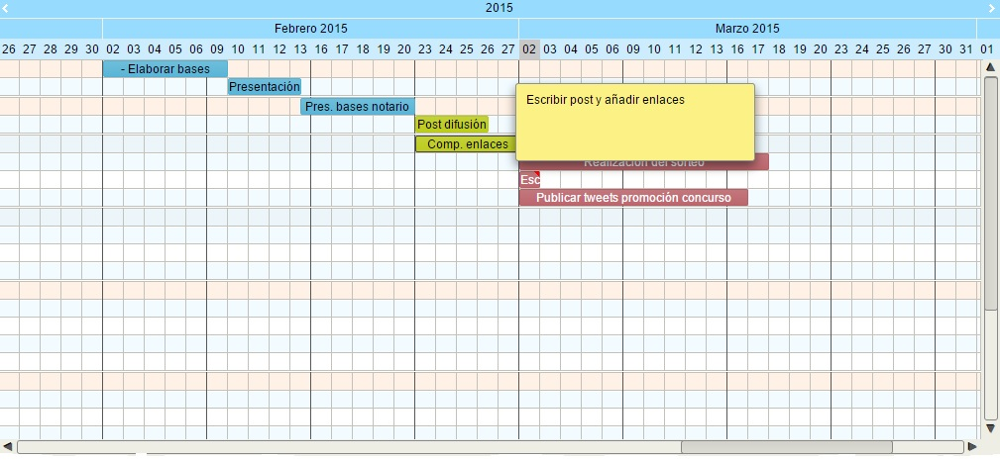 2015
Febrero 2015 Marzo 2015
26 27 28 29 30 02 03 04 05 06 09 10 11 12 13 16 17 18 19 20 23 24 25 26 27 02 03 04 05 06 09 10 11 12 13 16 17 18 19 20 23 24 25 26 27 30 31 01
- Elaborar bases
Presentación
Pres. bases notario
Post difusión
Comp. enlaces
Escribir post y añadir enlaces
Realización del sorteo
Esc
Publicar tweets promoción concurso